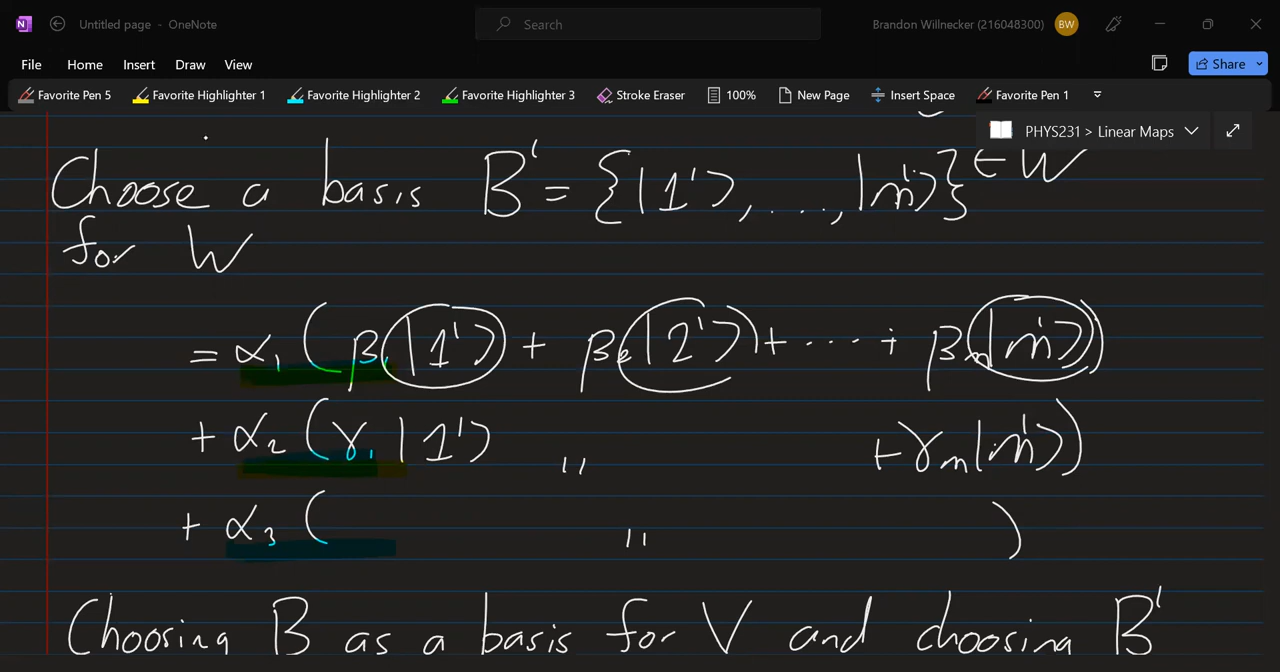 Untitled page - OneNote
Search
Brandon Willnecker (216048300) BW
File Home Insert Draw View
Share
Favorite Pen 5 Favorite Highlighter 1 Favorite Highlighter 2 Favorite Highlighter 3 Stroke Eraser 100% New Page Insert Space Favorite Pen 1
PHYS231 > Linear Maps
Choose a basis B' = {|1'⟩, ..., |m'⟩} ∈ W
for W
= α₁ (β₁|1'⟩ + β₂|2'⟩ + ... + βₘ|m'⟩)
+ α₂ (γ₁|1'⟩ " + γₘ|m'⟩)
+ α₃ ( " )
Choosing B as a basis for V and choosing B'